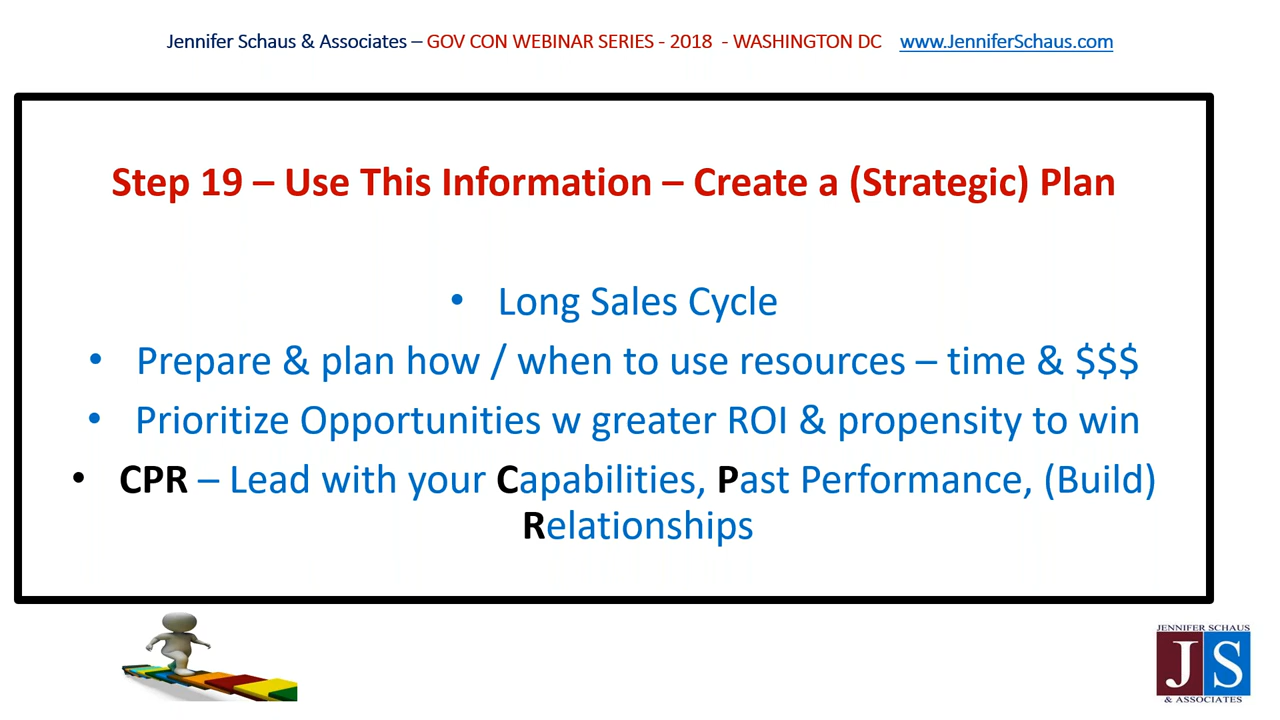 Jennifer Schaus & Associates – GOV CON WEBINAR SERIES - 2018 - WASHINGTON DC www.JenniferSchaus.com
Step 19 – Use This Information – Create a (Strategic) Plan
• Long Sales Cycle
• Prepare & plan how / when to use resources – time & $$$
• Prioritize Opportunities w greater ROI & propensity to win
• CPR – Lead with your Capabilities, Past Performance, (Build)
Relationships
JENNIFER SCHAUS
JS
& ASSOCIATES